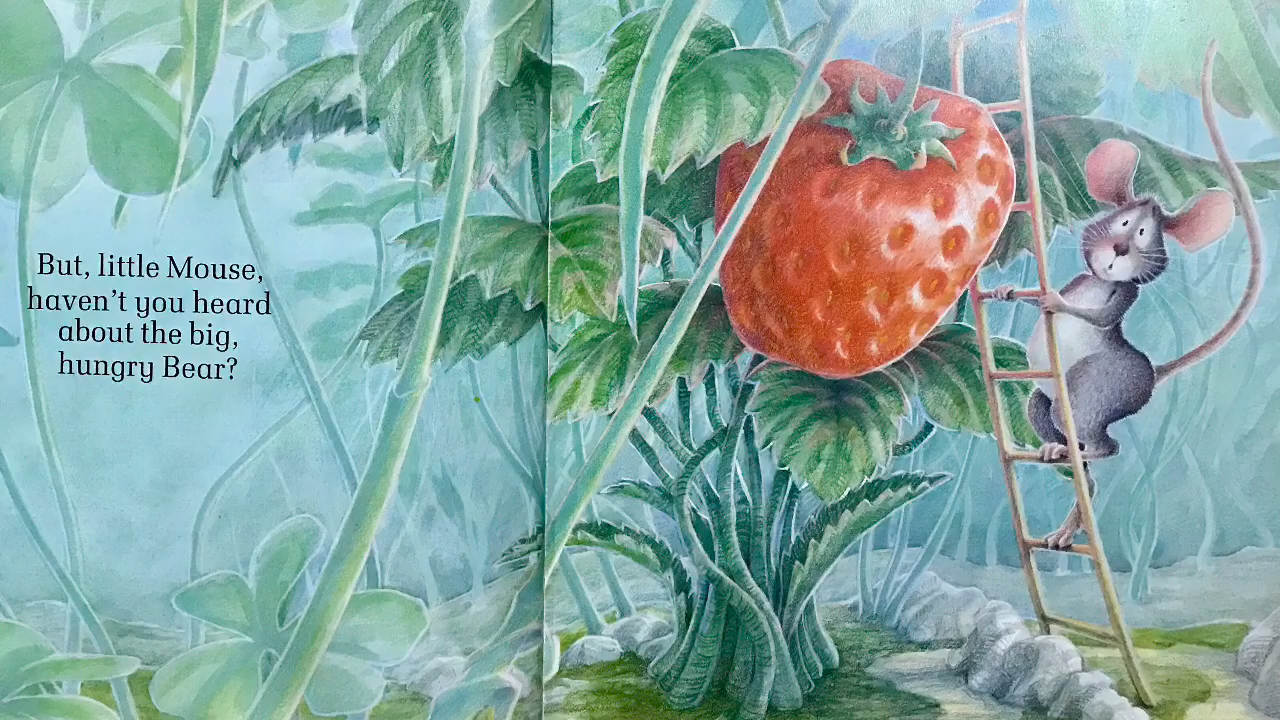 But, little Mouse,
haven't you heard
about the big,
hungry Bear?